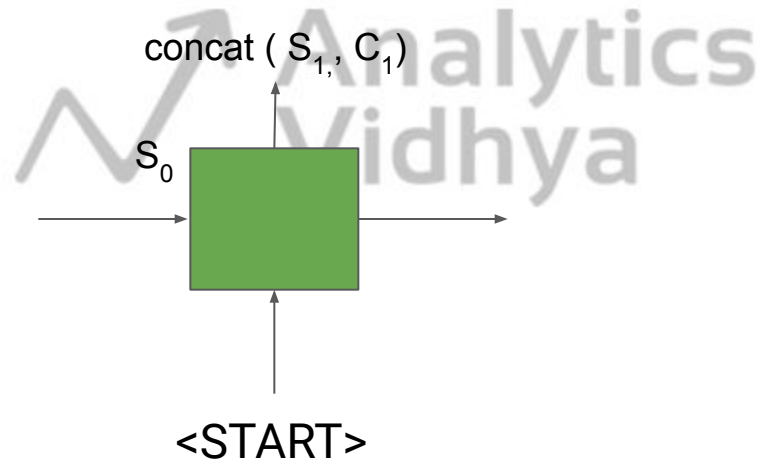 Analytics
Vidhya
concat ( S1,, C1)
S0
<START>